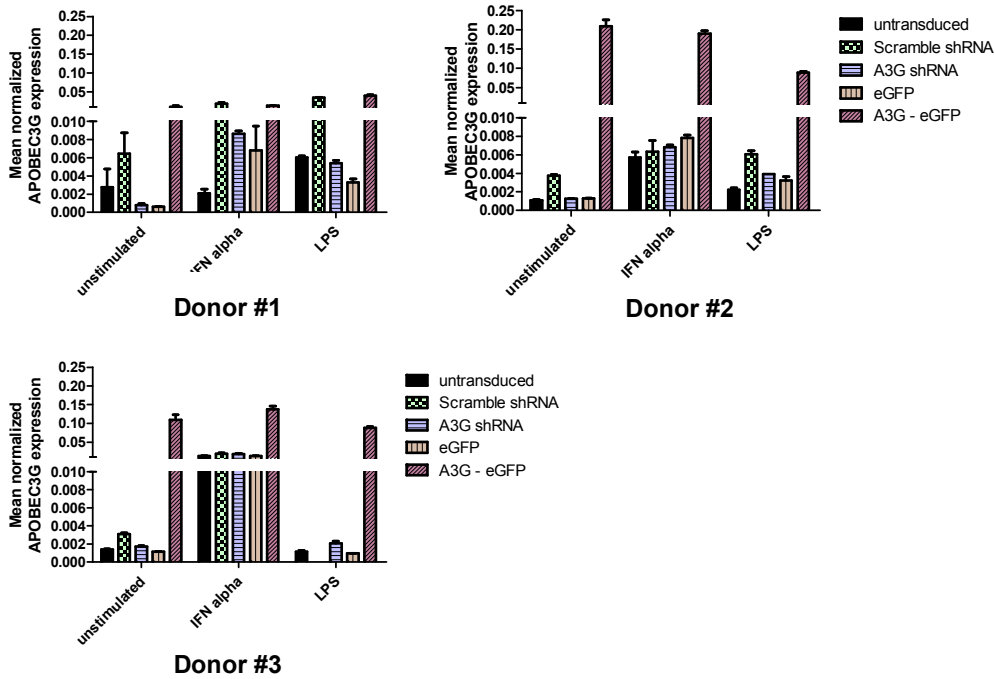 Mean normalized
APOBEC3G expression
0.25
0.20
0.15
0.10
0.05
0.010
0.008
0.006
0.004
0.002
0.000
unstimulated
IFN alpha
LPS
Donor #1
Mean normalized
APOBEC3G expression
0.25
0.20
0.15
0.10
0.05
0.010
0.008
0.006
0.004
0.002
0.000
unstimulated
IFN alpha
LPS
Donor #2
untransduced
Scramble shRNA
A3G shRNA
eGFP
A3G - eGFP
Mean normalized
APOBEC3G expression
0.25
0.20
0.15
0.10
0.05
0.010
0.008
0.006
0.004
0.002
0.000
unstimulated
IFN alpha
LPS
Donor #3
untransduced
Scramble shRNA
A3G shRNA
eGFP
A3G - eGFP